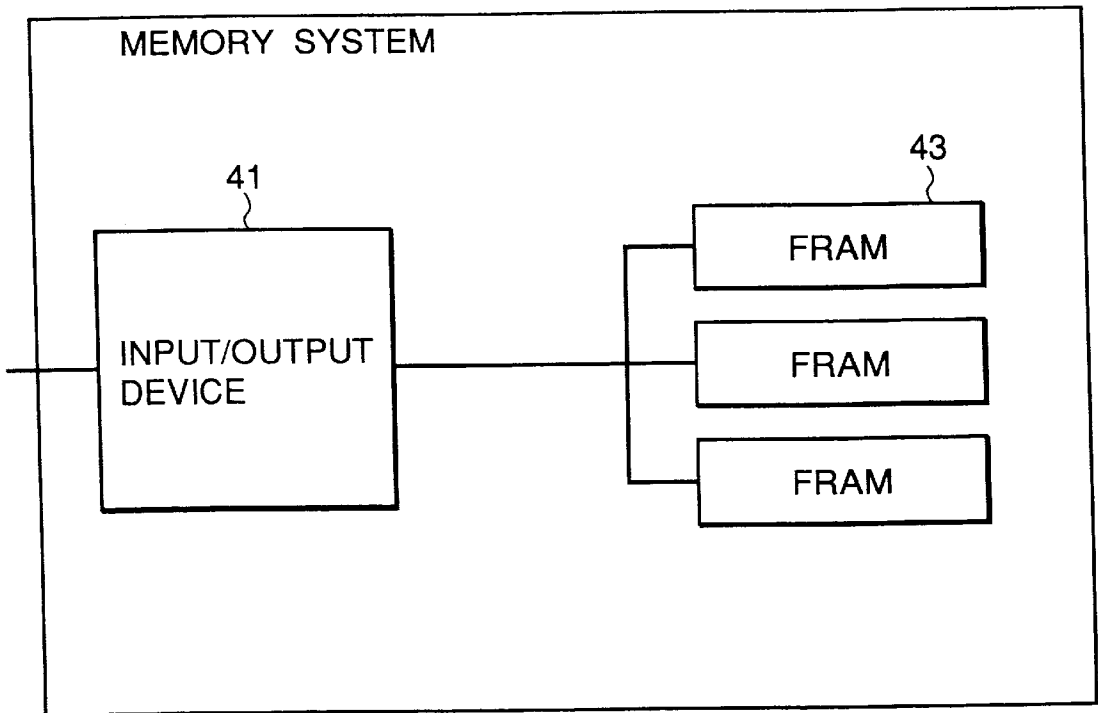 MEMORY SYSTEM
41
43
FRAM
INPUT/OUTPUT
DEVICE
FRAM
FRAM